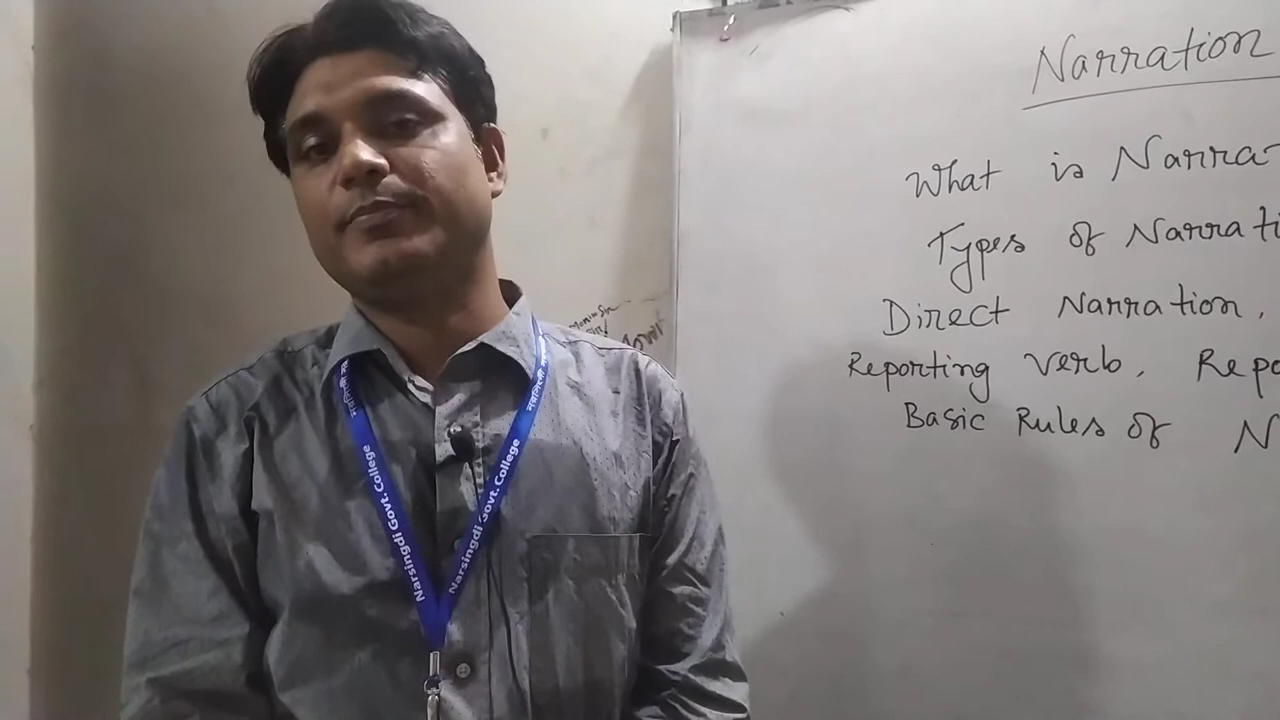 Narration
What is Narrat
Types of Narrati
Direct Narration,
Reporting verb, Repo
Basic Rules of N
Narsingdi Govt. College
Narsingdi Govt. College